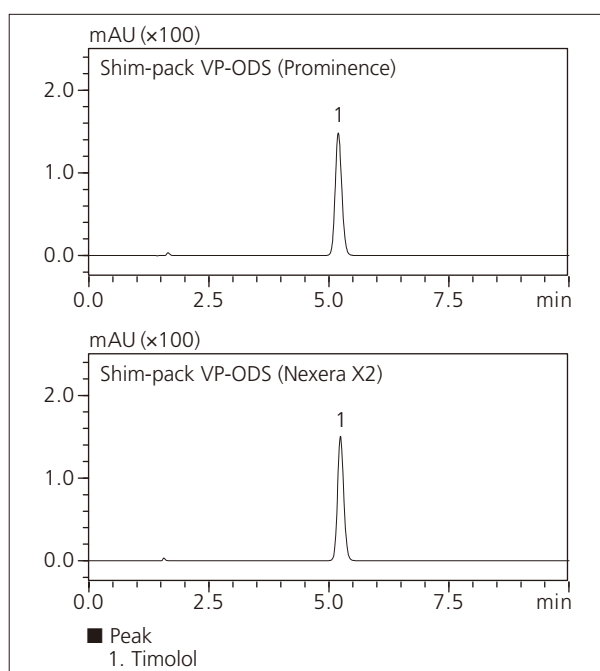 mAU (×100)
Shim-pack VP-ODS (Prominence)
2.0
1
1.0
0.0
0.0 2.5 5.0 7.5 min
mAU (×100)
Shim-pack VP-ODS (Nexera X2)
2.0
1
1.0
0.0
0.0 2.5 5.0 7.5 min
■ Peak
1. Timolol